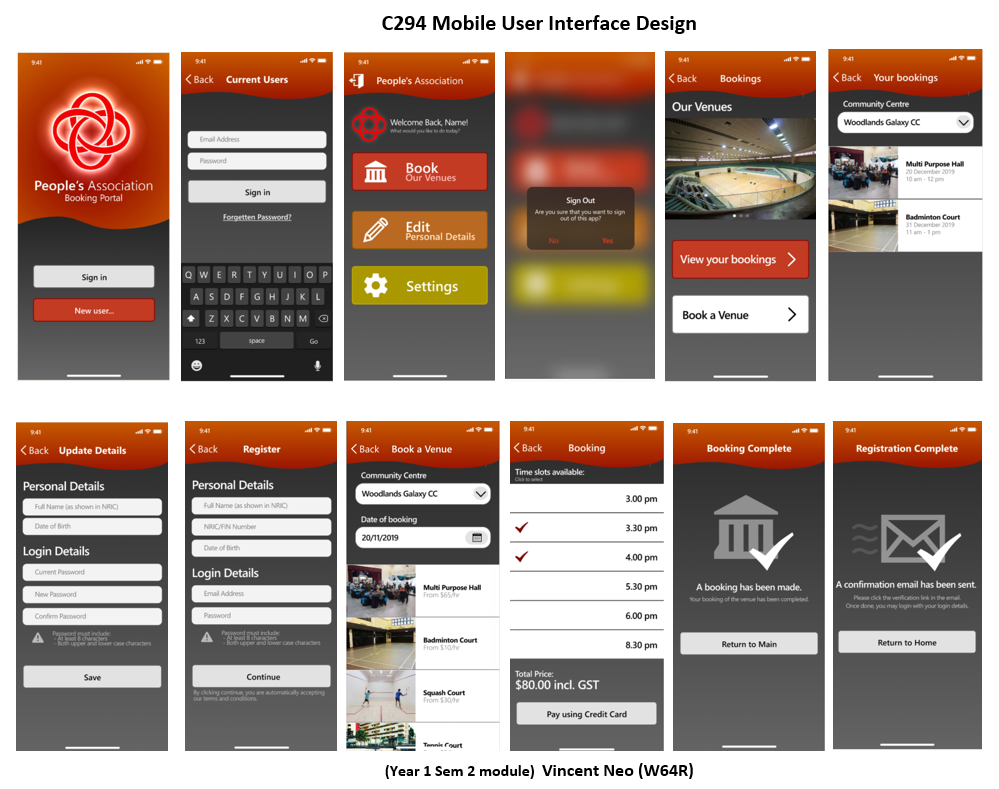 C294 Mobile User Interface Design
9:41
People's Association
Booking Portal
Sign in
New user...
9:41
Back Current Users
Email Address
Password
Sign in
Forgetten Password?
Q W E R T Y U I O P
A S D F G H J K L
Z X C V B N M
123 space Go
9:41
People's Association
Welcome Back, Name!
What would you like to do today?
Book
Our Venues
Edit
Personal Details
Settings
Sign Out
Are you sure that you want to sign
out of this app?
No Yes
9:41
Back Bookings
Our Venues
View your bookings
Book a Venue
9:41
Back Your bookings
Community Centre
Woodlands Galaxy CC
Multi Purpose Hall
20 December 2019
10 am - 12 pm
Badminton Court
31 December 2019
11 am - 1 pm
9:41
Back Update Details
Personal Details
Full Name (as shown in NRIC)
Date of Birth
Login Details
Current Password
New Password
Confirm Password
Password must include:
- At least 8 characters
- Both upper and lower case characters
Save
9:41
Back Register
Personal Details
Full Name (as shown in NRIC)
NRIC/FIN Number
Date of Birth
Login Details
Email Address
Password
Password must include:
- At least 8 characters
- Both upper and lower case characters
Continue
By clicking continue, you are automatically accepting
our terms and conditions.
9:41
Back Book a Venue
Community Centre
Woodlands Galaxy CC
Date of booking
20/11/2019
Multi Purpose Hall
From $65/hr
Badminton Court
From $10/hr
Squash Court
From $30/hr
Tennis Court
9:41
Back Booking
Time slots available:
Click to select
3.00 pm
3.30 pm
4.00 pm
5.30 pm
6.00 pm
8.30 pm
Total Price:
$80.00 incl. GST
Pay using Credit Card
9:41
Booking Complete
A booking has been made.
Your booking of the venue has been completed.
Return to Main
9:41
Registration Complete
A confirmation email has been sent.
Please click the verification link in the email.
Once done, you may login with your login details.
Return to Home
(Year 1 Sem 2 module) Vincent Neo (W64R)